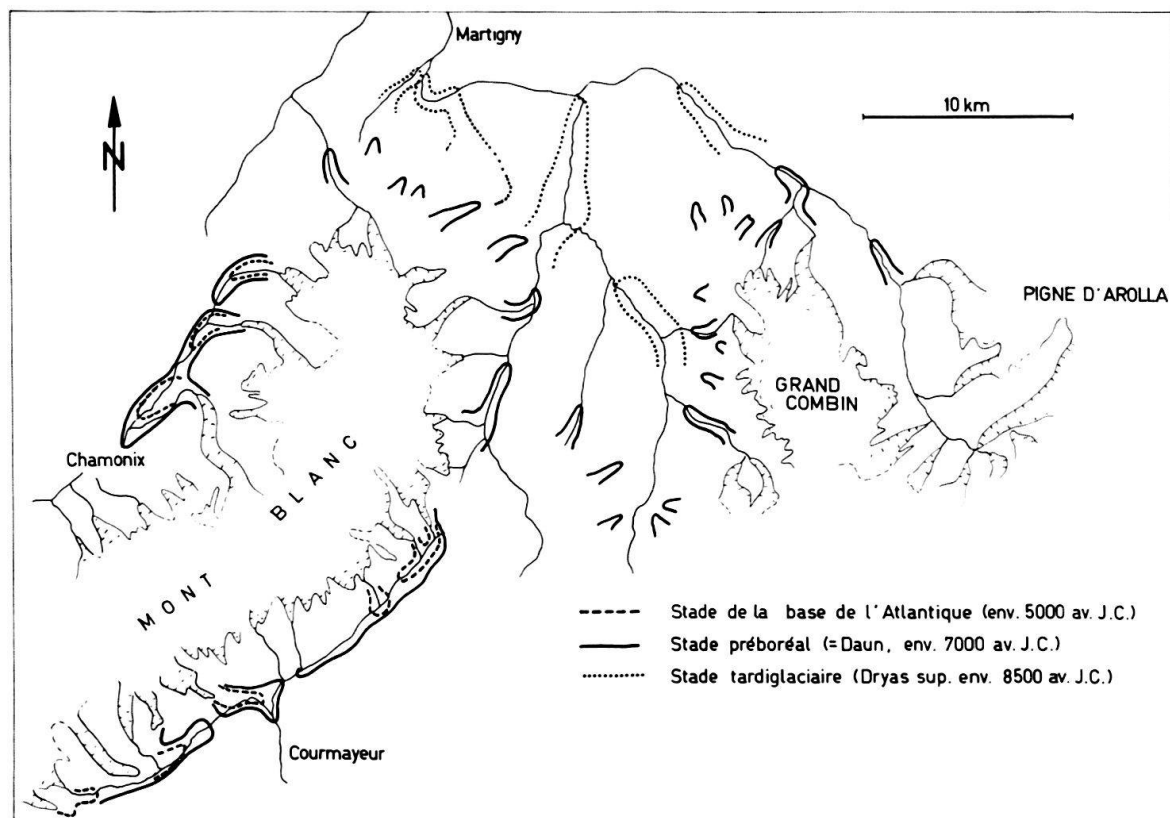 Martigny
N
10 km
PIGNE D'AROLLA
GRAND
COMBIN
Chamonix
MONT BLANC
Stade de la base de l'Atlantique (env. 5000 av. J.C.)
Stade préboréal (= Daun, env. 7000 av. J.C.)
Stade tardiglaciaire (Dryas sup. env. 8500 av. J.C.)
Courmayeur